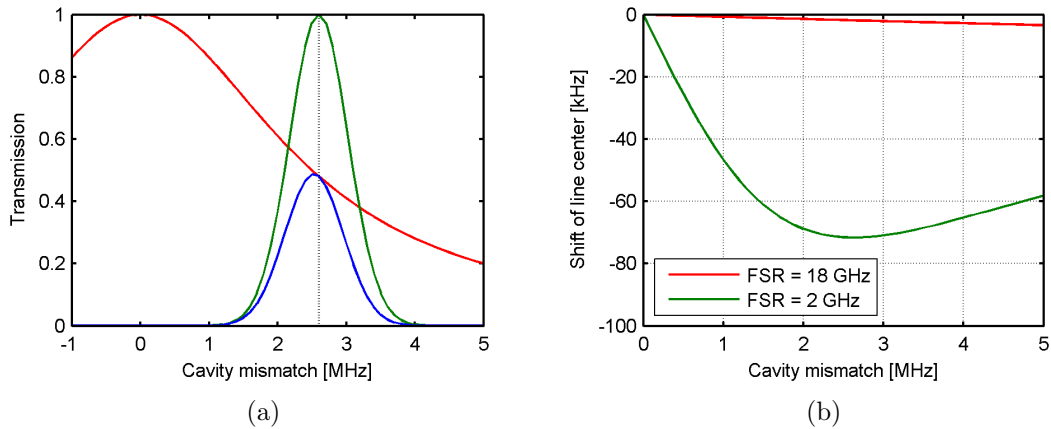 1
0.8
0.6
0.4
0.2
0
Transmission
-1 0 1 2 3 4 5
Cavity mismatch [MHz]
(a)
0
-20
-40
-60
-80
-100
Shift of line center [kHz]
FSR = 18 GHz
FSR = 2 GHz
0 1 2 3 4 5
Cavity mismatch [MHz]
(b)